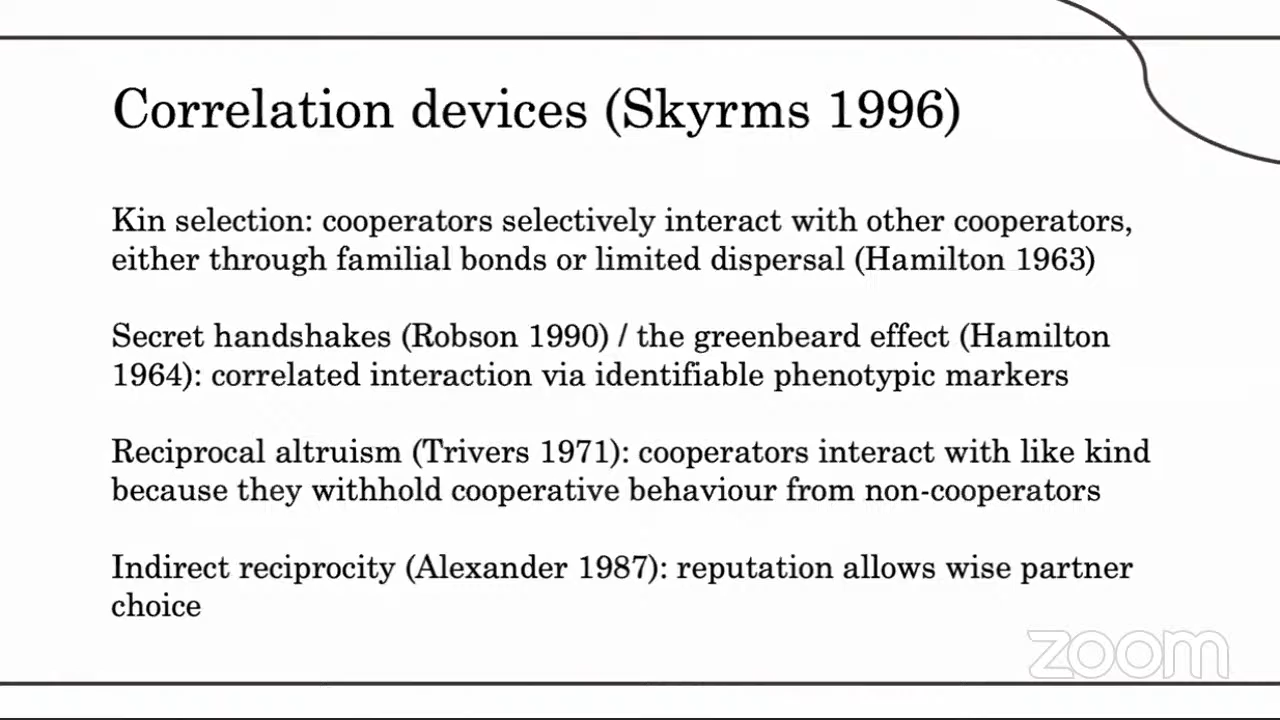 Correlation devices (Skyrms 1996)
Kin selection: cooperators selectively interact with other cooperators,
either through familial bonds or limited dispersal (Hamilton 1963)
Secret handshakes (Robson 1990) / the greenbeard effect (Hamilton
1964): correlated interaction via identifiable phenotypic markers
Reciprocal altruism (Trivers 1971): cooperators interact with like kind
because they withhold cooperative behaviour from non-cooperators
Indirect reciprocity (Alexander 1987): reputation allows wise partner
choice
zoom